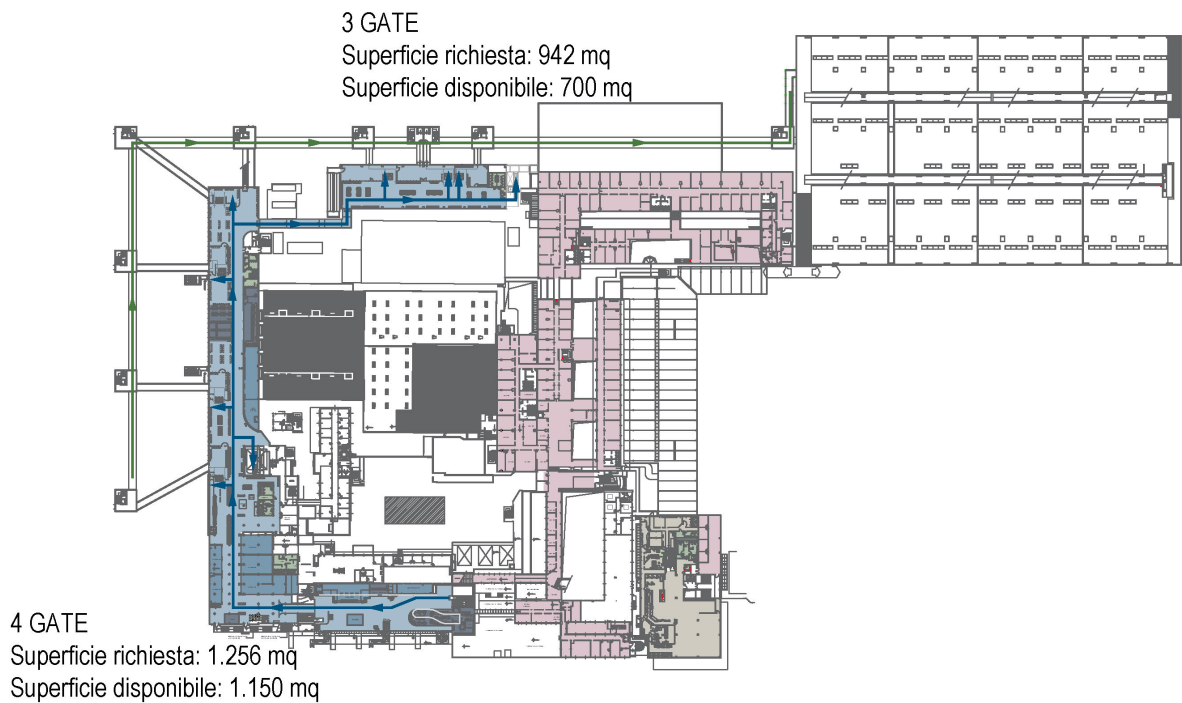 3 GATE
Superficie richiesta: 942 mq
Superficie disponibile: 700 mq
4 GATE
Superficie richiesta: 1.256 mq
Superficie disponibile: 1.150 mq